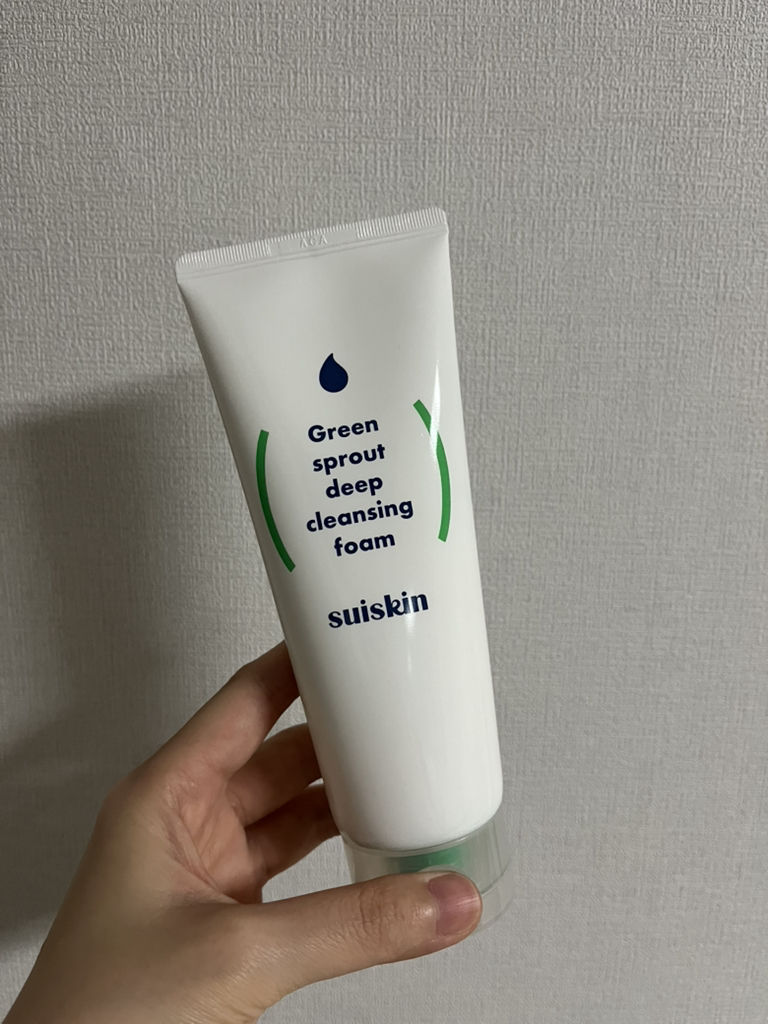 Green
sprout
deep
cleansing
foam
suiskin